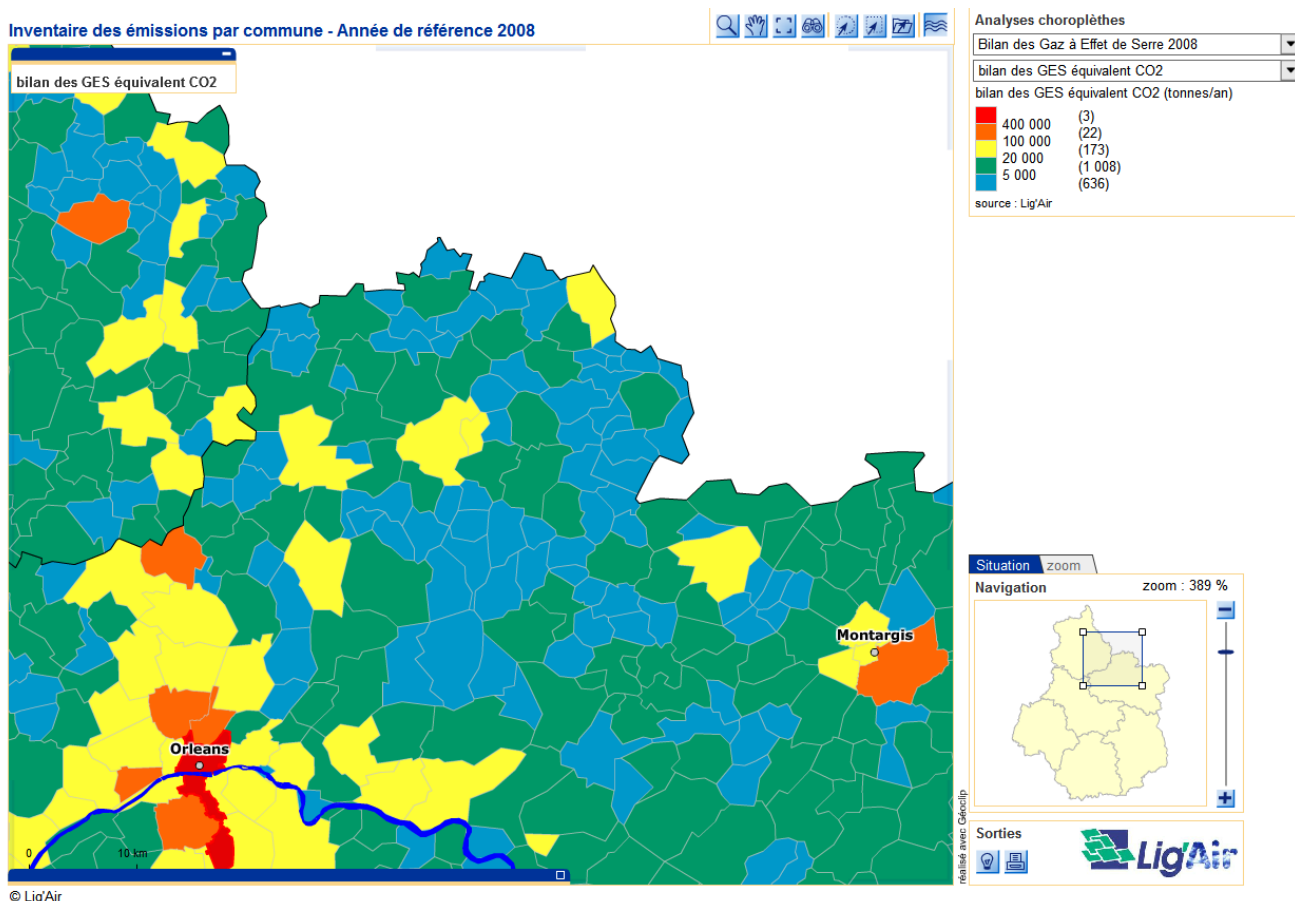 Inventaire des émissions par commune - Année de référence 2008
bilan des GES équivalent CO2
Analyses choroplèthes
Bilan des Gaz à Effet de Serre 2008
bilan des GES équivalent CO2
bilan des GES équivalent CO2 (tonnes/an)
(3)
400 000
(22)
100 000
(173)
20 000
(1 008)
5 000
(636)
source : Lig'Air
Montargis
Orleans
0
10 km
Situation
zoom
Navigation
zoom : 389 %
Sorties
Lig'Air
réalisé avec Géoclip
© Lig'Air